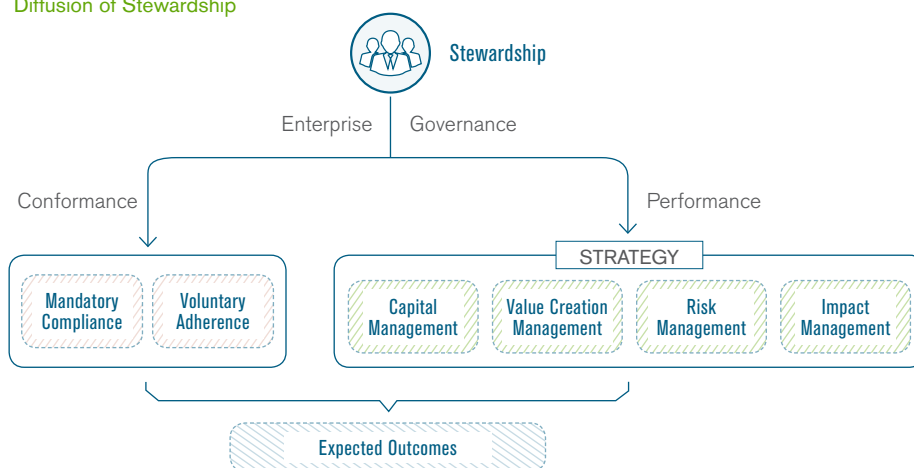 Diffusion of Stewardship
Stewardship
Enterprise Governance
Conformance
Performance
STRATEGY
Mandatory
Compliance
Voluntary
Adherence
Capital
Management
Value Creation
Management
Risk
Management
Impact
Management
Expected Outcomes